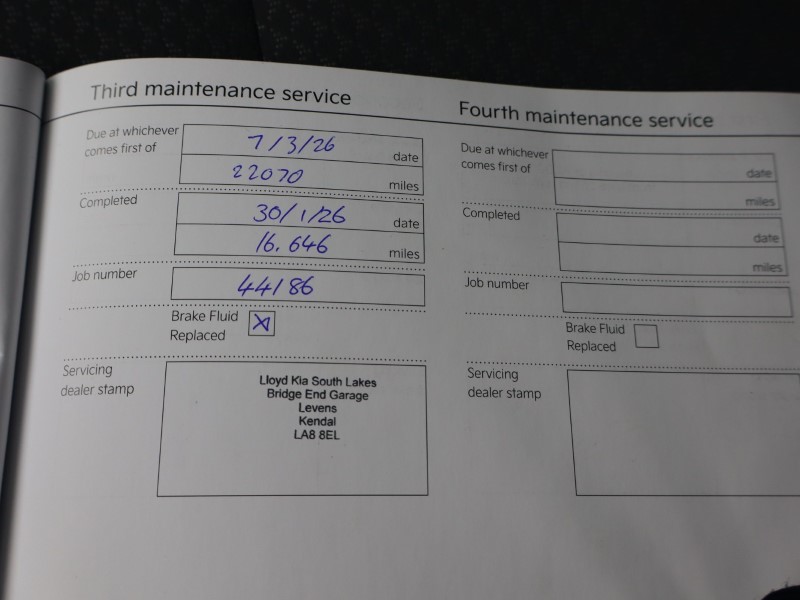 Third maintenance service
Due at whichever
comes first of
7/3/26 date
22070 miles
Completed
30/1/26 date
16.646 miles
Job number
44186
Brake Fluid
Replaced
Servicing
dealer stamp
Lloyd Kia South Lakes
Bridge End Garage
Levens
Kendal
LA8 8EL
Fourth maintenance service
Due at whichever
comes first of
date
miles
Completed
date
miles
Job number
Brake Fluid
Replaced
Servicing
dealer stamp